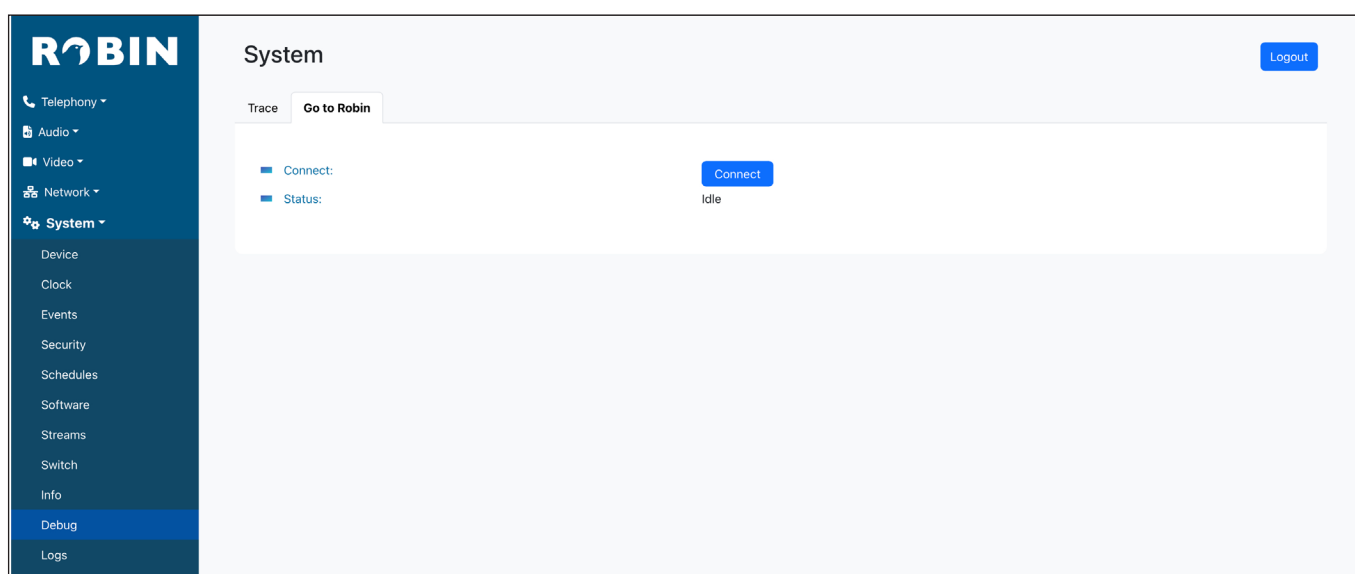 ROBIN
Telephony
Audio
Video
Network
System
Device
Clock
Events
Security
Schedules
Software
Streams
Switch
Info
Debug
Logs
System
Logout
Trace Go to Robin
Connect: Connect
Status: Idle